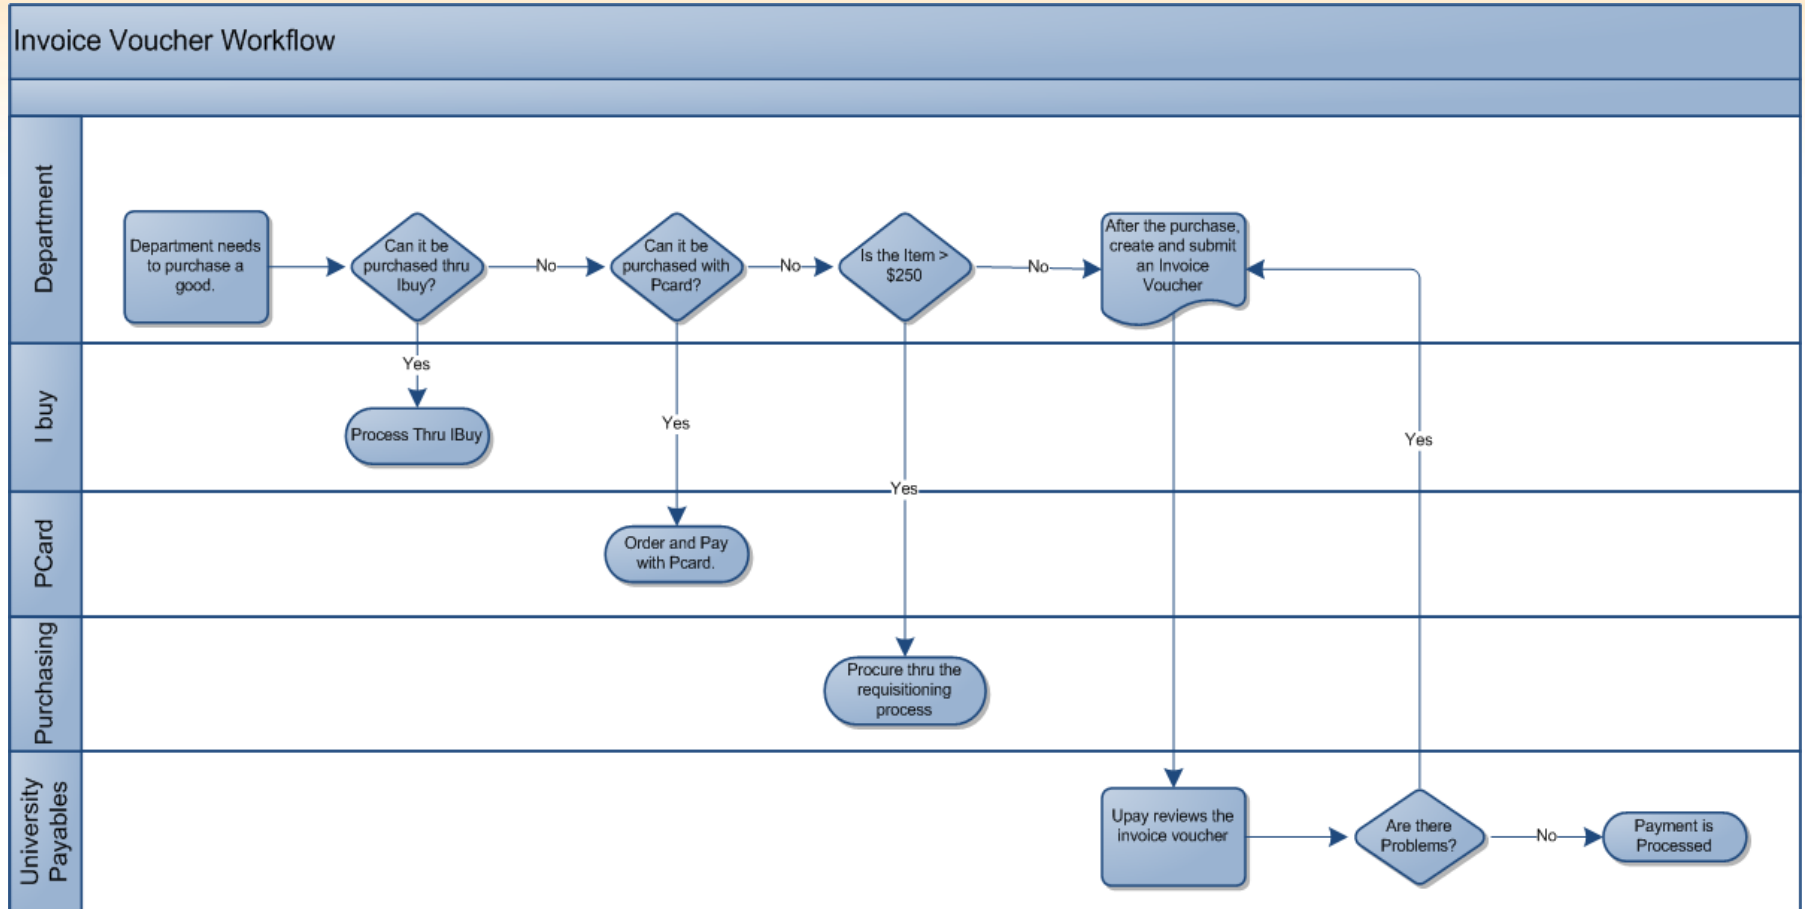 Invoice Voucher Workflow
Department
Department needs
to purchase a
good.
Can it be
purchased thru
Ibuy?
No
Can it be
purchased with
Pcard?
No
Is the Item >
$250
No
After the purchase,
create and submit
an Invoice
Voucher
I buy
Yes
Process Thru IBuy
Yes
Yes
Yes
PCard
Order and Pay
with Pcard.
Purchasing
Procure thru the
requisitioning
process
University
Payables
Upay reviews the
invoice voucher
Are there
Problems?
No
Payment is
Processed